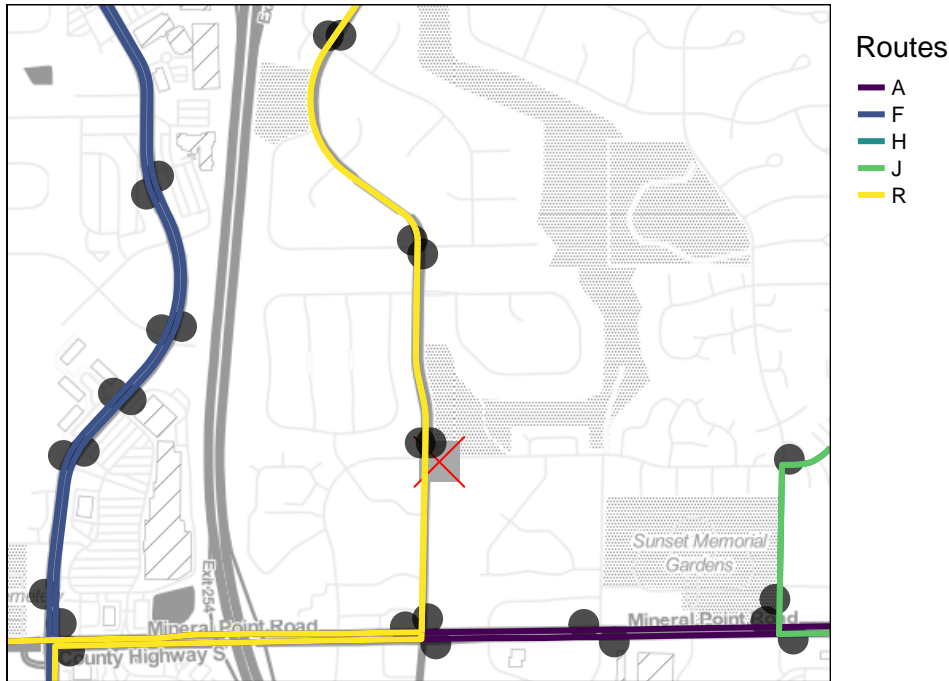 Routes
A
F
H
J
R
Exit 254
Sunset Memorial
Gardens
Mineral Point Road
Mineral Point Road
County Highway S